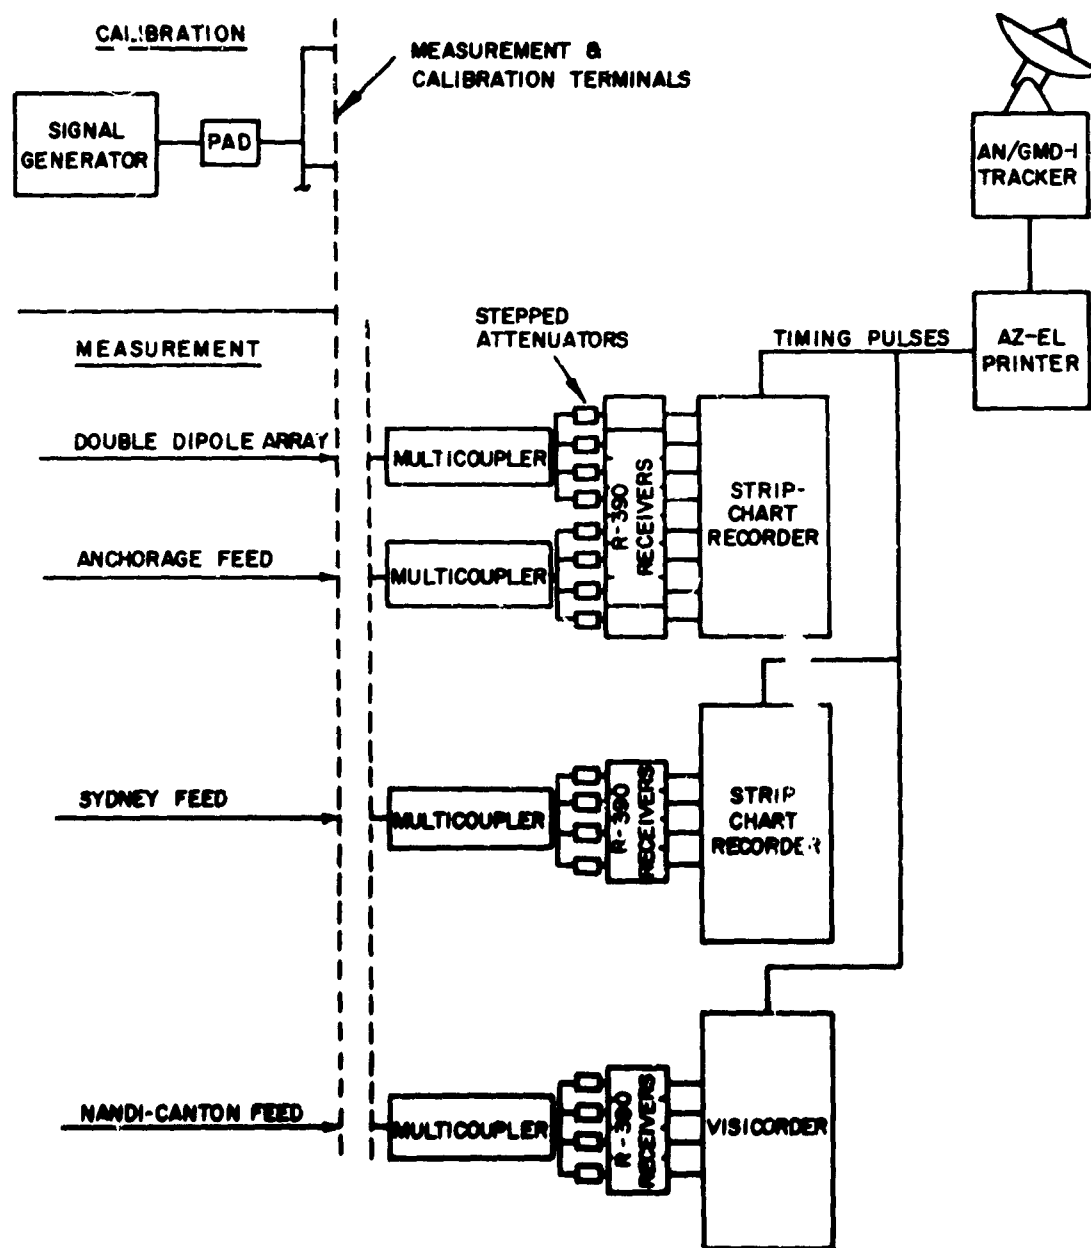 CALIBRATION
MEASUREMENT &
CALIBRATION TERMINALS
SIGNAL
GENERATOR
PAD
AN/GMD-1
TRACKER
STEPPED
ATTENUATORS
TIMING PULSES
AZ-EL
PRINTER
MEASUREMENT
DOUBLE DIPOLE ARRAY
MULTICOUPLER
R-390
RECEIVERS
STRIP-
CHART
RECORDER
ANCHORAGE FEED
MULTICOUPLER
SYDNEY FEED
MULTICOUPLER
R-390
RECEIVERS
STRIP
CHART
RECORDER
NANDI-CANTON FEED
MULTICOUPLER
R-390
RECEIVERS
VISICORDER